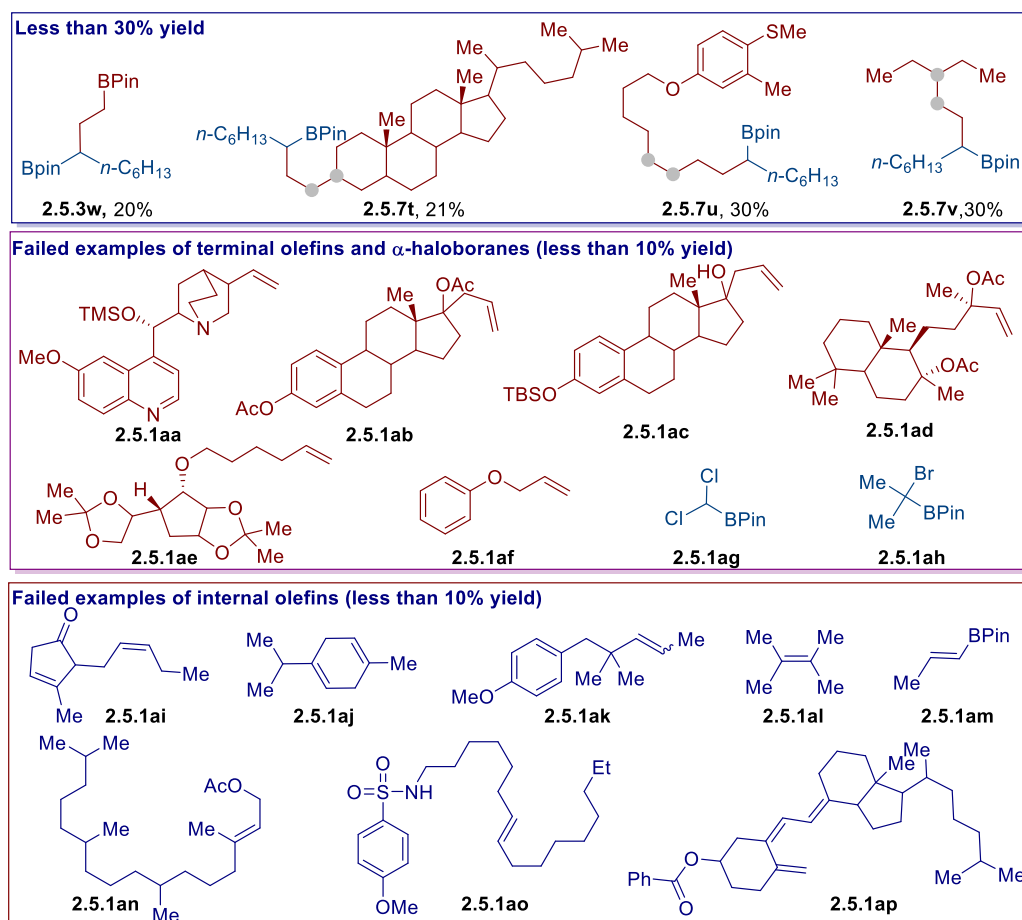 Less than 30% yield
BPin
Bpin
n-C6H13
2.5.3w, 20%
n-C6H13
BPin
Me
Me
Me
Me
Me
2.5.7t, 21%
SMe
Me
O
Bpin
n-C6H13
2.5.7u, 30%
Me
Me
n-C6H13
BPin
2.5.7v,30%
Failed examples of terminal olefins and α-haloboranes (less than 10% yield)
TMSO
N
MeO
N
2.5.1aa
OAc
Me
AcO
2.5.1ab
HO
Me
TBSO
2.5.1ac
OAc
Me
Me
OAc
Me
Me
Me
2.5.1ad
O
H
Me
Me
O
O
O
O
Me
Me
2.5.1ae
O
2.5.1af
Cl
Cl
BPin
2.5.1ag
Br
Me
Me
BPin
2.5.1ah
Failed examples of internal olefins (less than 10% yield)
O
Me
Me
2.5.1ai
Me
Me
Me
2.5.1aj
Me
Me
Me
MeO
2.5.1ak
Me
Me
Me
Me
2.5.1al
BPin
Me
2.5.1am
Me
Me
AcO
Me
Me
Me
2.5.1an
O
O
S
NH
Et
OMe
2.5.1ao
Me
Me
O
Ph
O
Me
Me
2.5.1ap